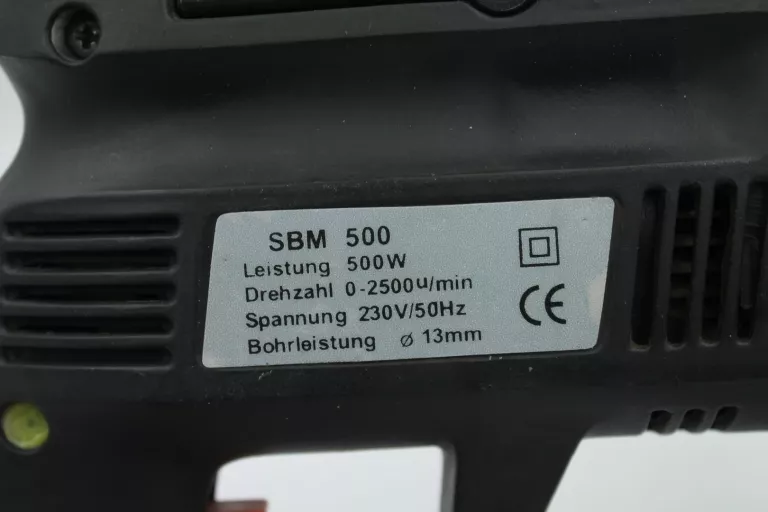 SBM 500
Leistung 500W
Drehzahl 0-2500u/min
Spannung 230V/50Hz
Bohrleistung ø 13mm
CE